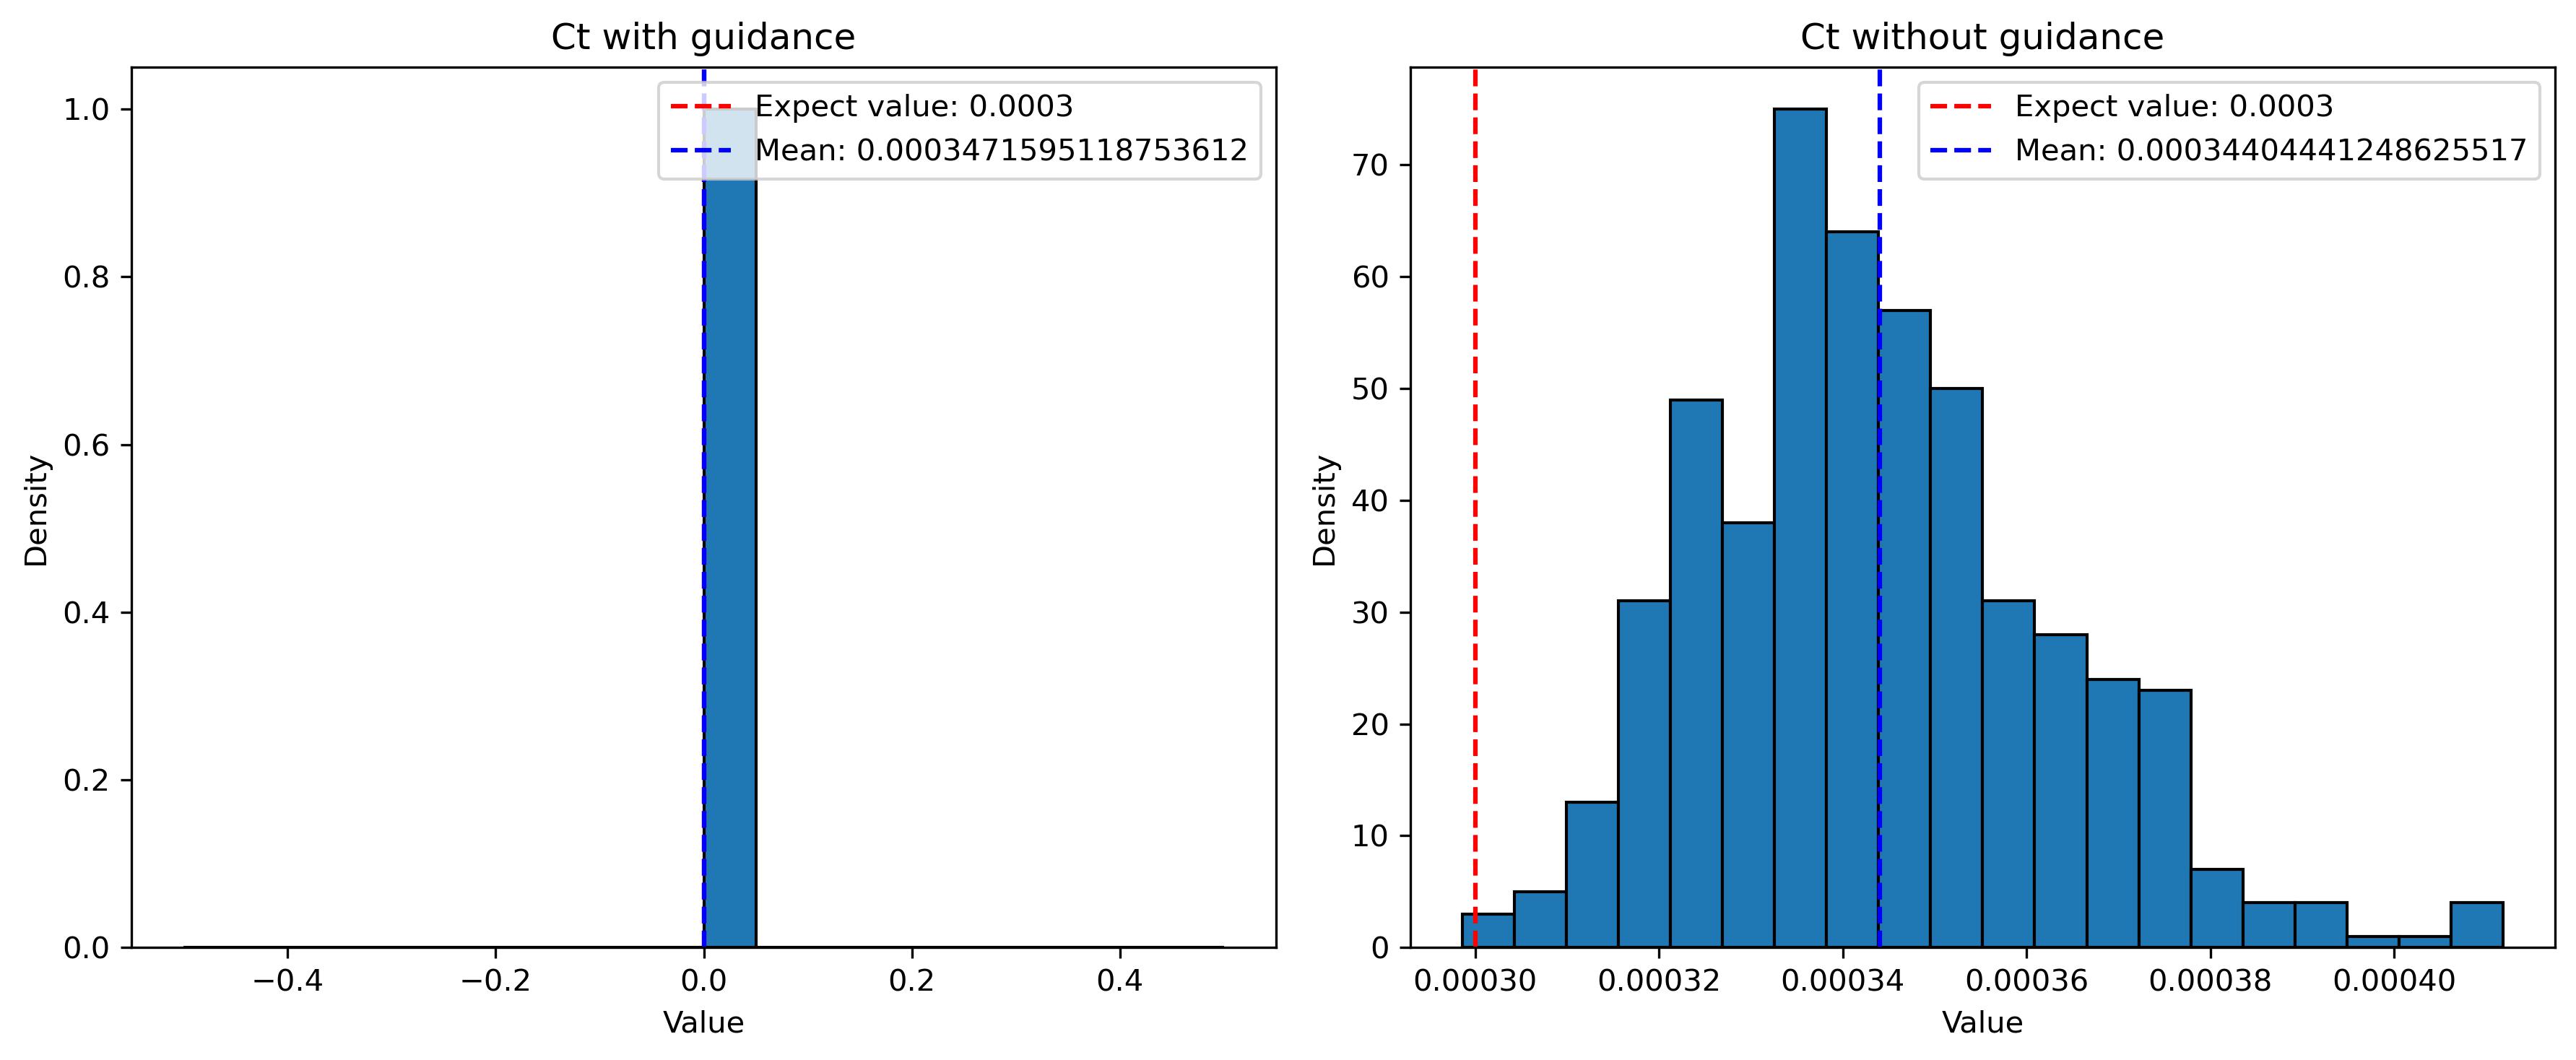 Ct with guidance
Expect value: 0.0003
Mean: 0.0003471595118753612
1.0
0.8
0.6
0.4
0.2
0.0
Density
−0.4
−0.2
0.0
0.2
0.4
Value
Ct without guidance
Expect value: 0.0003
Mean: 0.00034404441248625517
70
60
50
40
30
20
10
0
Density
0.00030
0.00032
0.00034
0.00036
0.00038
0.00040
Value